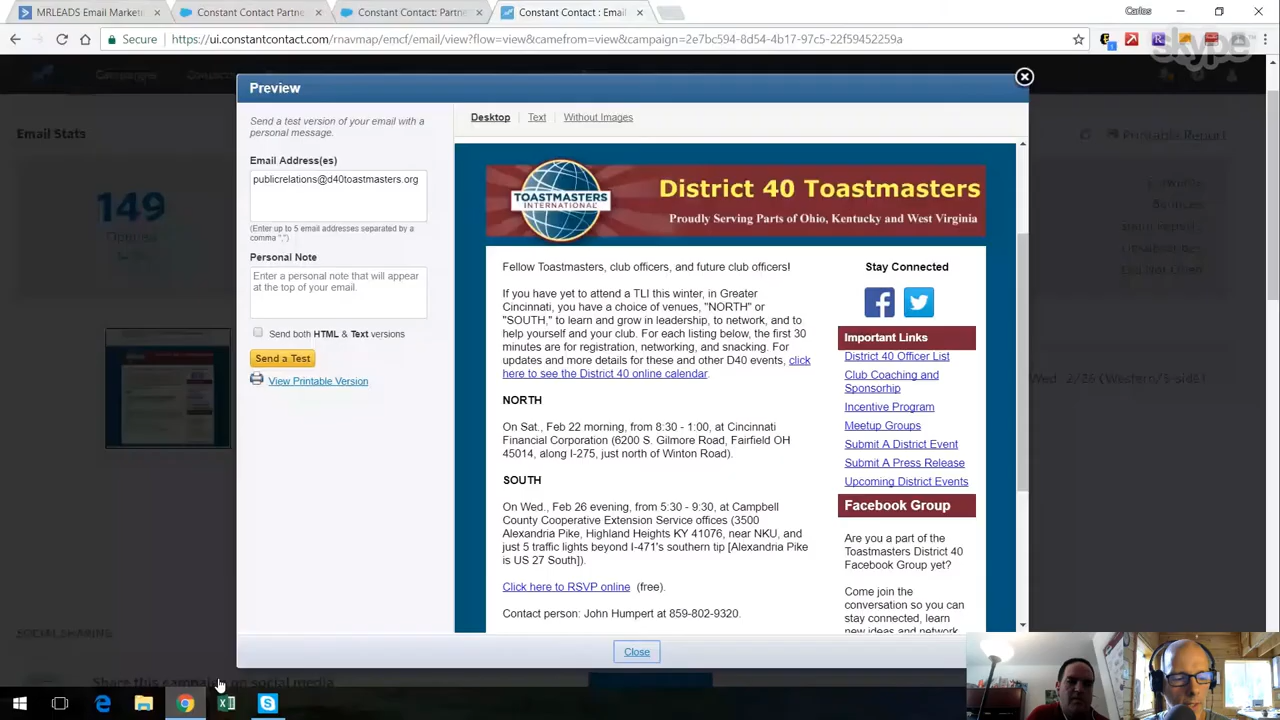 MRLEADS Email Market
Constant Contact Partne
Constant Contact: Partne
Constant Contact : Email
Carlos
Secure
https://ui.constantcontact.com/rnavmap/emcf/email/view?flow=view&camefrom=view&campaign=2e7bc594-8d54-4b17-97c5-22f59452259a
skype
Campaigns
Email Stats
Printable Report
149
Preview
Send a test version of your email with a
personal message.
Email Address(es)
publicrelations@d40toastmasters.org
(Enter up to 5 email addresses separated by a
comma ",")
Personal Note
Enter a personal note that will appear
at the top of your email.
Send both HTML & Text versions
Send a Test
View Printable Version
Desktop
Text
Without Images
TOASTMASTERS
INTERNATIONAL
District 40 Toastmasters
Proudly Serving Parts of Ohio, Kentucky and West Virginia
Fellow Toastmasters, club officers, and future club officers!
If you have yet to attend a TLI this winter, in Greater
Cincinnati, you have a choice of venues, "NORTH" or
"SOUTH," to learn and grow in leadership, to network, and to
help yourself and your club. For each listing below, the first 30
minutes are for registration, networking, and snacking. For
updates and more details for these and other D40 events, click
here to see the District 40 online calendar.
NORTH
On Sat., Feb 22 morning, from 8:30 - 1:00, at Cincinnati
Financial Corporation (6200 S. Gilmore Road, Fairfield OH
45014, along I-275, just north of Winton Road).
SOUTH
On Wed., Feb 26 evening, from 5:30 - 9:30, at Campbell
County Cooperative Extension Service offices (3500
Alexandria Pike, Highland Heights KY 41076, near NKU, and
just 5 traffic lights beyond I-471's southern tip [Alexandria Pike
is US 27 South]).
Click here to RSVP online (free).
Contact person: John Humpert at 859-802-9320.
Stay Connected
Important Links
District 40 Officer List
Club Coaching and
Sponsorhip
Incentive Program
Meetup Groups
Submit A District Event
Submit A Press Release
Upcoming District Events
Facebook Group
Are you a part of the
Toastmasters District 40
Facebook Group yet?
Come join the
conversation so you can
stay connected, learn
new ideas and network
Close
SOCIAL SHARING
Share this campaign on social media